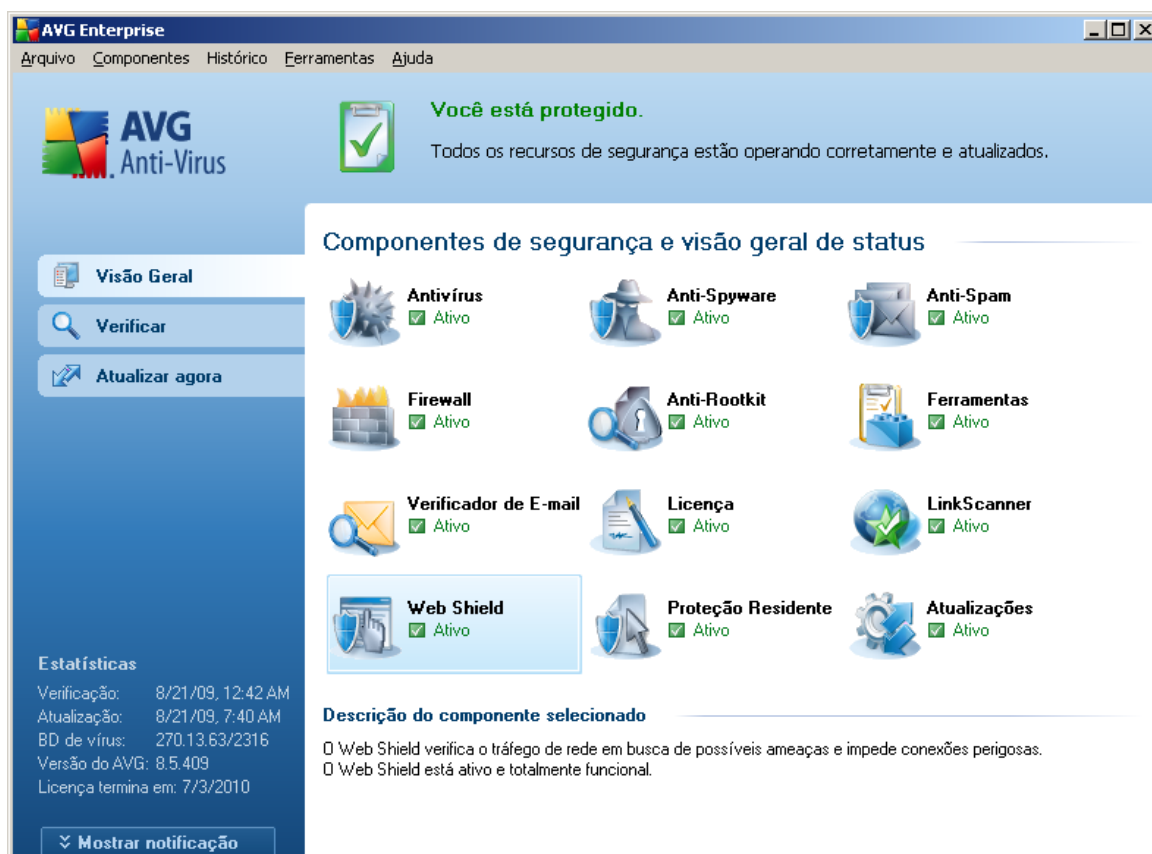 AVG Enterprise
Arquivo Componentes Histórico Ferramentas Ajuda
AVG
Anti-Virus
Você está protegido.
Todos os recursos de segurança estão operando corretamente e atualizados.
Visão Geral
Verificar
Atualizar agora
Componentes de segurança e visão geral de status
Antivírus
Ativo
Anti-Spyware
Ativo
Anti-Spam
Ativo
Firewall
Ativo
Anti-Rootkit
Ativo
Ferramentas
Ativo
Verificador de E-mail
Ativo
Licença
Ativo
LinkScanner
Ativo
Web Shield
Ativo
Proteção Residente
Ativo
Atualizações
Ativo
Estatísticas
Verificação: 8/21/09, 12:42 AM
Atualização: 8/21/09, 7:40 AM
BD de vírus: 270.13.63/2316
Versão do AVG: 8.5.409
Licença termina em: 7/3/2010
Mostrar notificação
Descrição do componente selecionado
O Web Shield verifica o tráfego de rede em busca de possíveis ameaças e impede conexões perigosas.
O Web Shield está ativo e totalmente funcional.